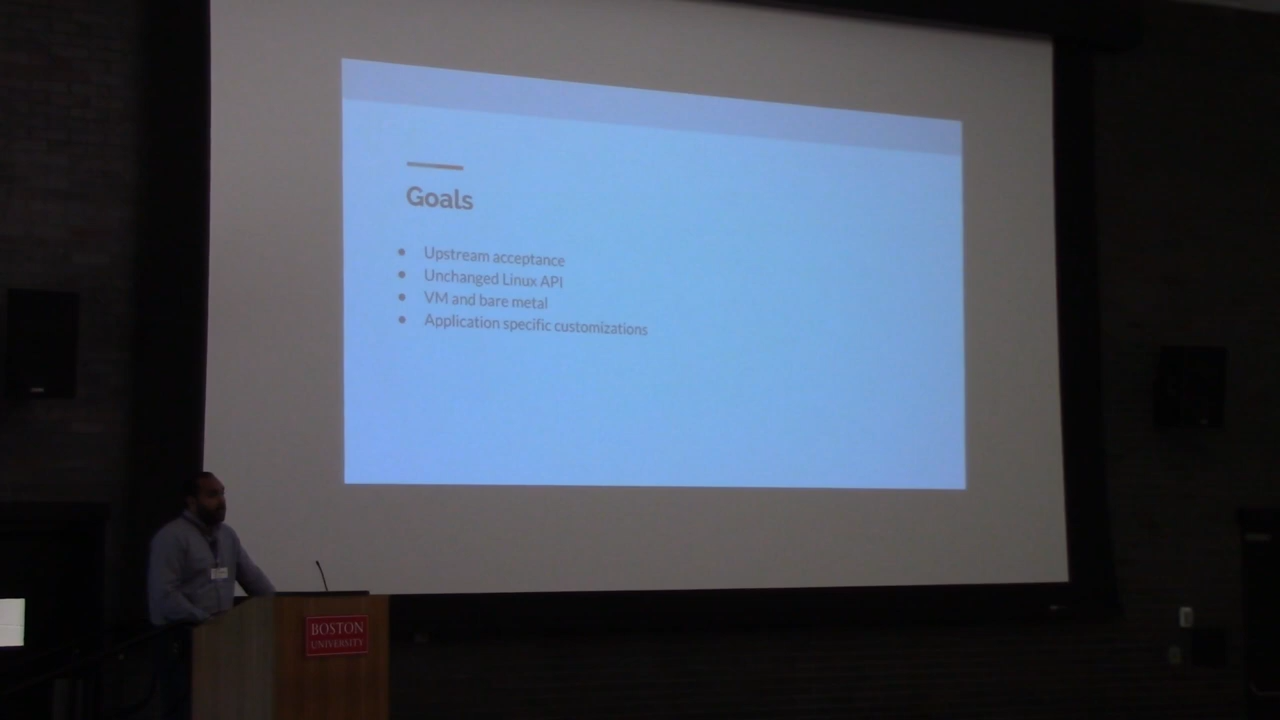 Goals
Upstream acceptance
Unchanged Linux API
VM and bare metal
Application specific customizations
BOSTON
UNIVERSITY